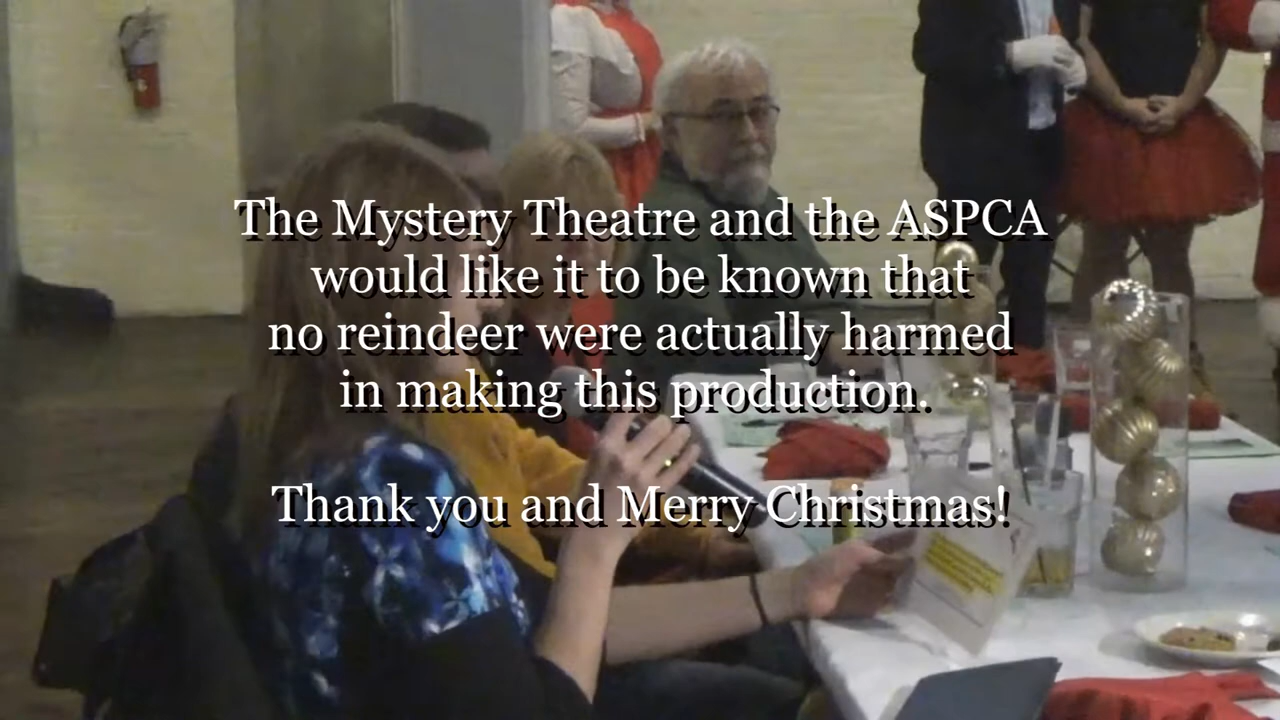 The Mystery Theatre and the ASPCA
would like it to be known that
no reindeer were actually harmed
in making this production.
Thank you and Merry Christmas!